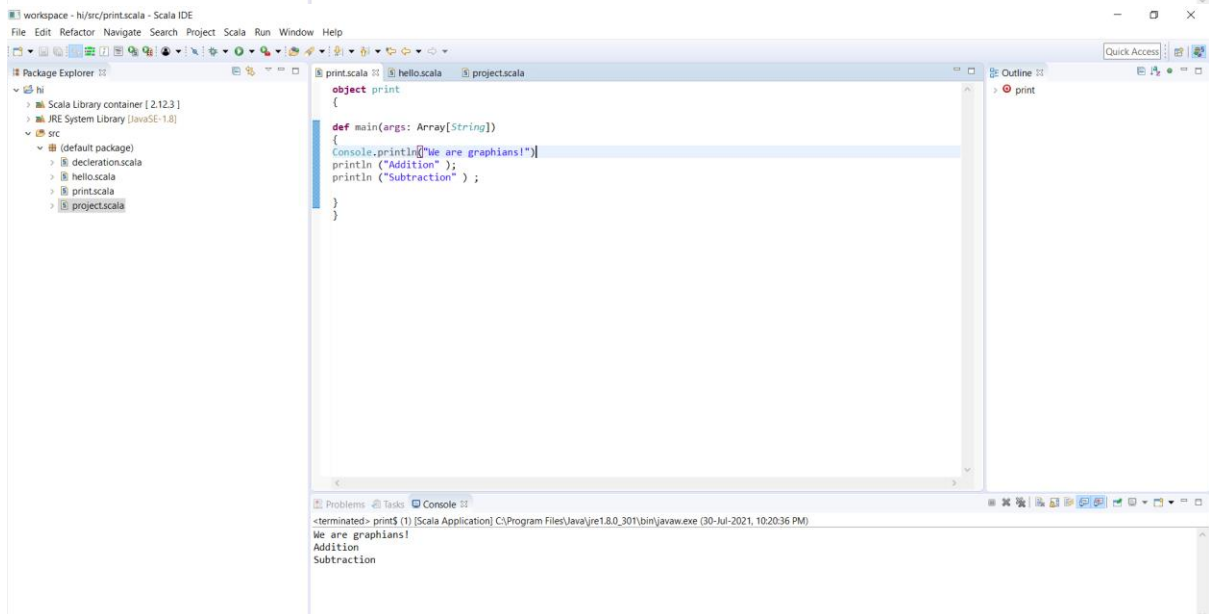 workspace - hi/src/print.scala - Scala IDE
File Edit Refactor Navigate Search Project Scala Run Window Help
Quick Access
Package Explorer
hi
Scala Library container [ 2.12.3 ]
JRE System Library [JavaSE-1.8]
src
(default package)
decleration.scala
hello.scala
print.scala
project.scala
print.scala hello.scala project.scala
object print
{
def main(args: Array[String])
{
Console.println("We are graphians!")
println ("Addition" );
println ("Subtraction" ) ;
}
}
Outline
print
Problems Tasks Console
<terminated> print$ (1) [Scala Application] C:\Program Files\Java\jre1.8.0_301\bin\javaw.exe (30-Jul-2021, 10:20:36 PM)
We are graphians!
Addition
Subtraction